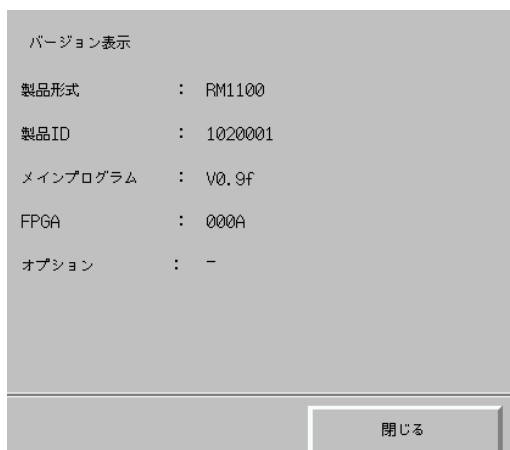 バージョン表示
製品形式 : RM1100
製品ID : 1020001
メインプログラム : V0.9f
FPGA : 000A
オプション : -
閉じる